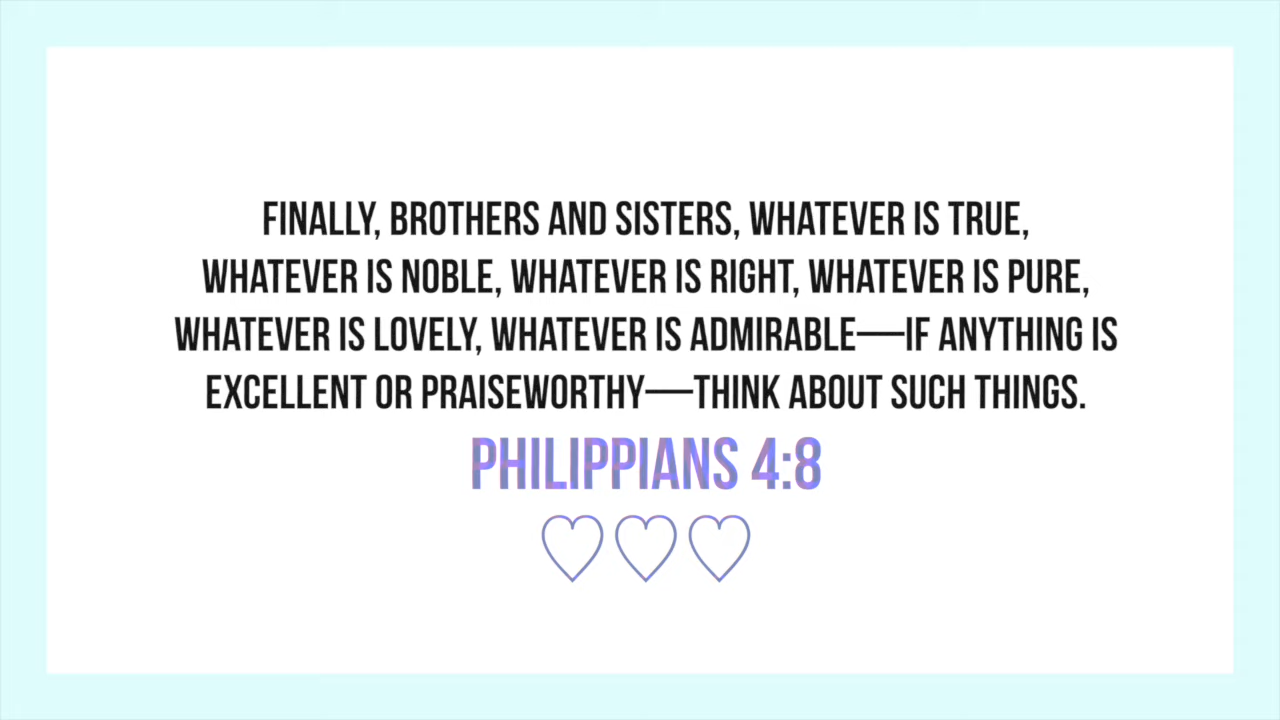 FINALLY, BROTHERS AND SISTERS, WHATEVER IS TRUE,
WHATEVER IS NOBLE, WHATEVER IS RIGHT, WHATEVER IS PURE,
WHATEVER IS LOVELY, WHATEVER IS ADMIRABLE—IF ANYTHING IS
EXCELLENT OR PRAISEWORTHY—THINK ABOUT SUCH THINGS.
PHILIPPIANS 4:8